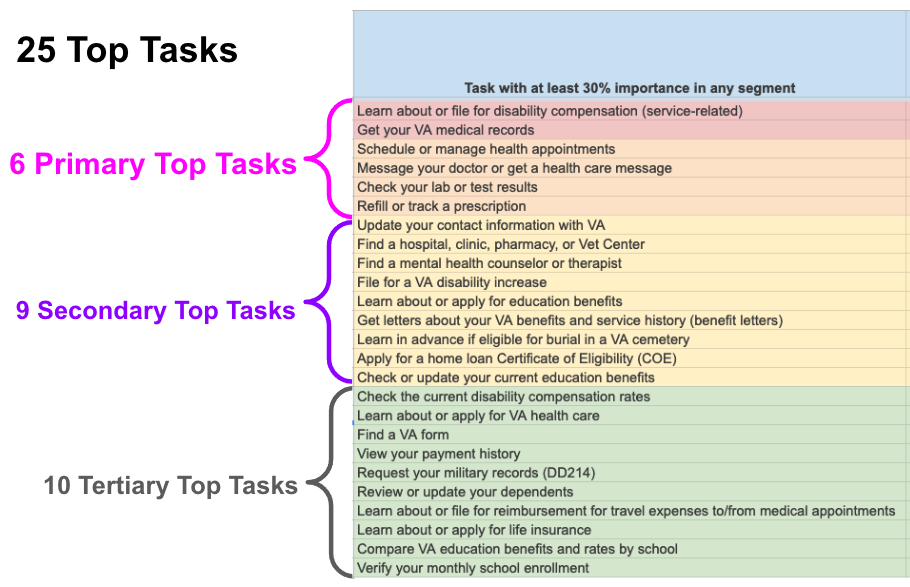 25 Top Tasks
Task with at least 30% importance in any segment
6 Primary Top Tasks
Learn about or file for disability compensation (service-related)
Get your VA medical records
Schedule or manage health appointments
Message your doctor or get a health care message
Check your lab or test results
Refill or track a prescription
9 Secondary Top Tasks
Update your contact information with VA
Find a hospital, clinic, pharmacy, or Vet Center
Find a mental health counselor or therapist
File for a VA disability increase
Learn about or apply for education benefits
Get letters about your VA benefits and service history (benefit letters)
Learn in advance if eligible for burial in a VA cemetery
Apply for a home loan Certificate of Eligibility (COE)
Check or update your current education benefits
10 Tertiary Top Tasks
Check the current disability compensation rates
Learn about or apply for VA health care
Find a VA form
View your payment history
Request your military records (DD214)
Review or update your dependents
Learn about or file for reimbursement for travel expenses to/from medical appointments
Learn about or apply for life insurance
Compare VA education benefits and rates by school
Verify your monthly school enrollment